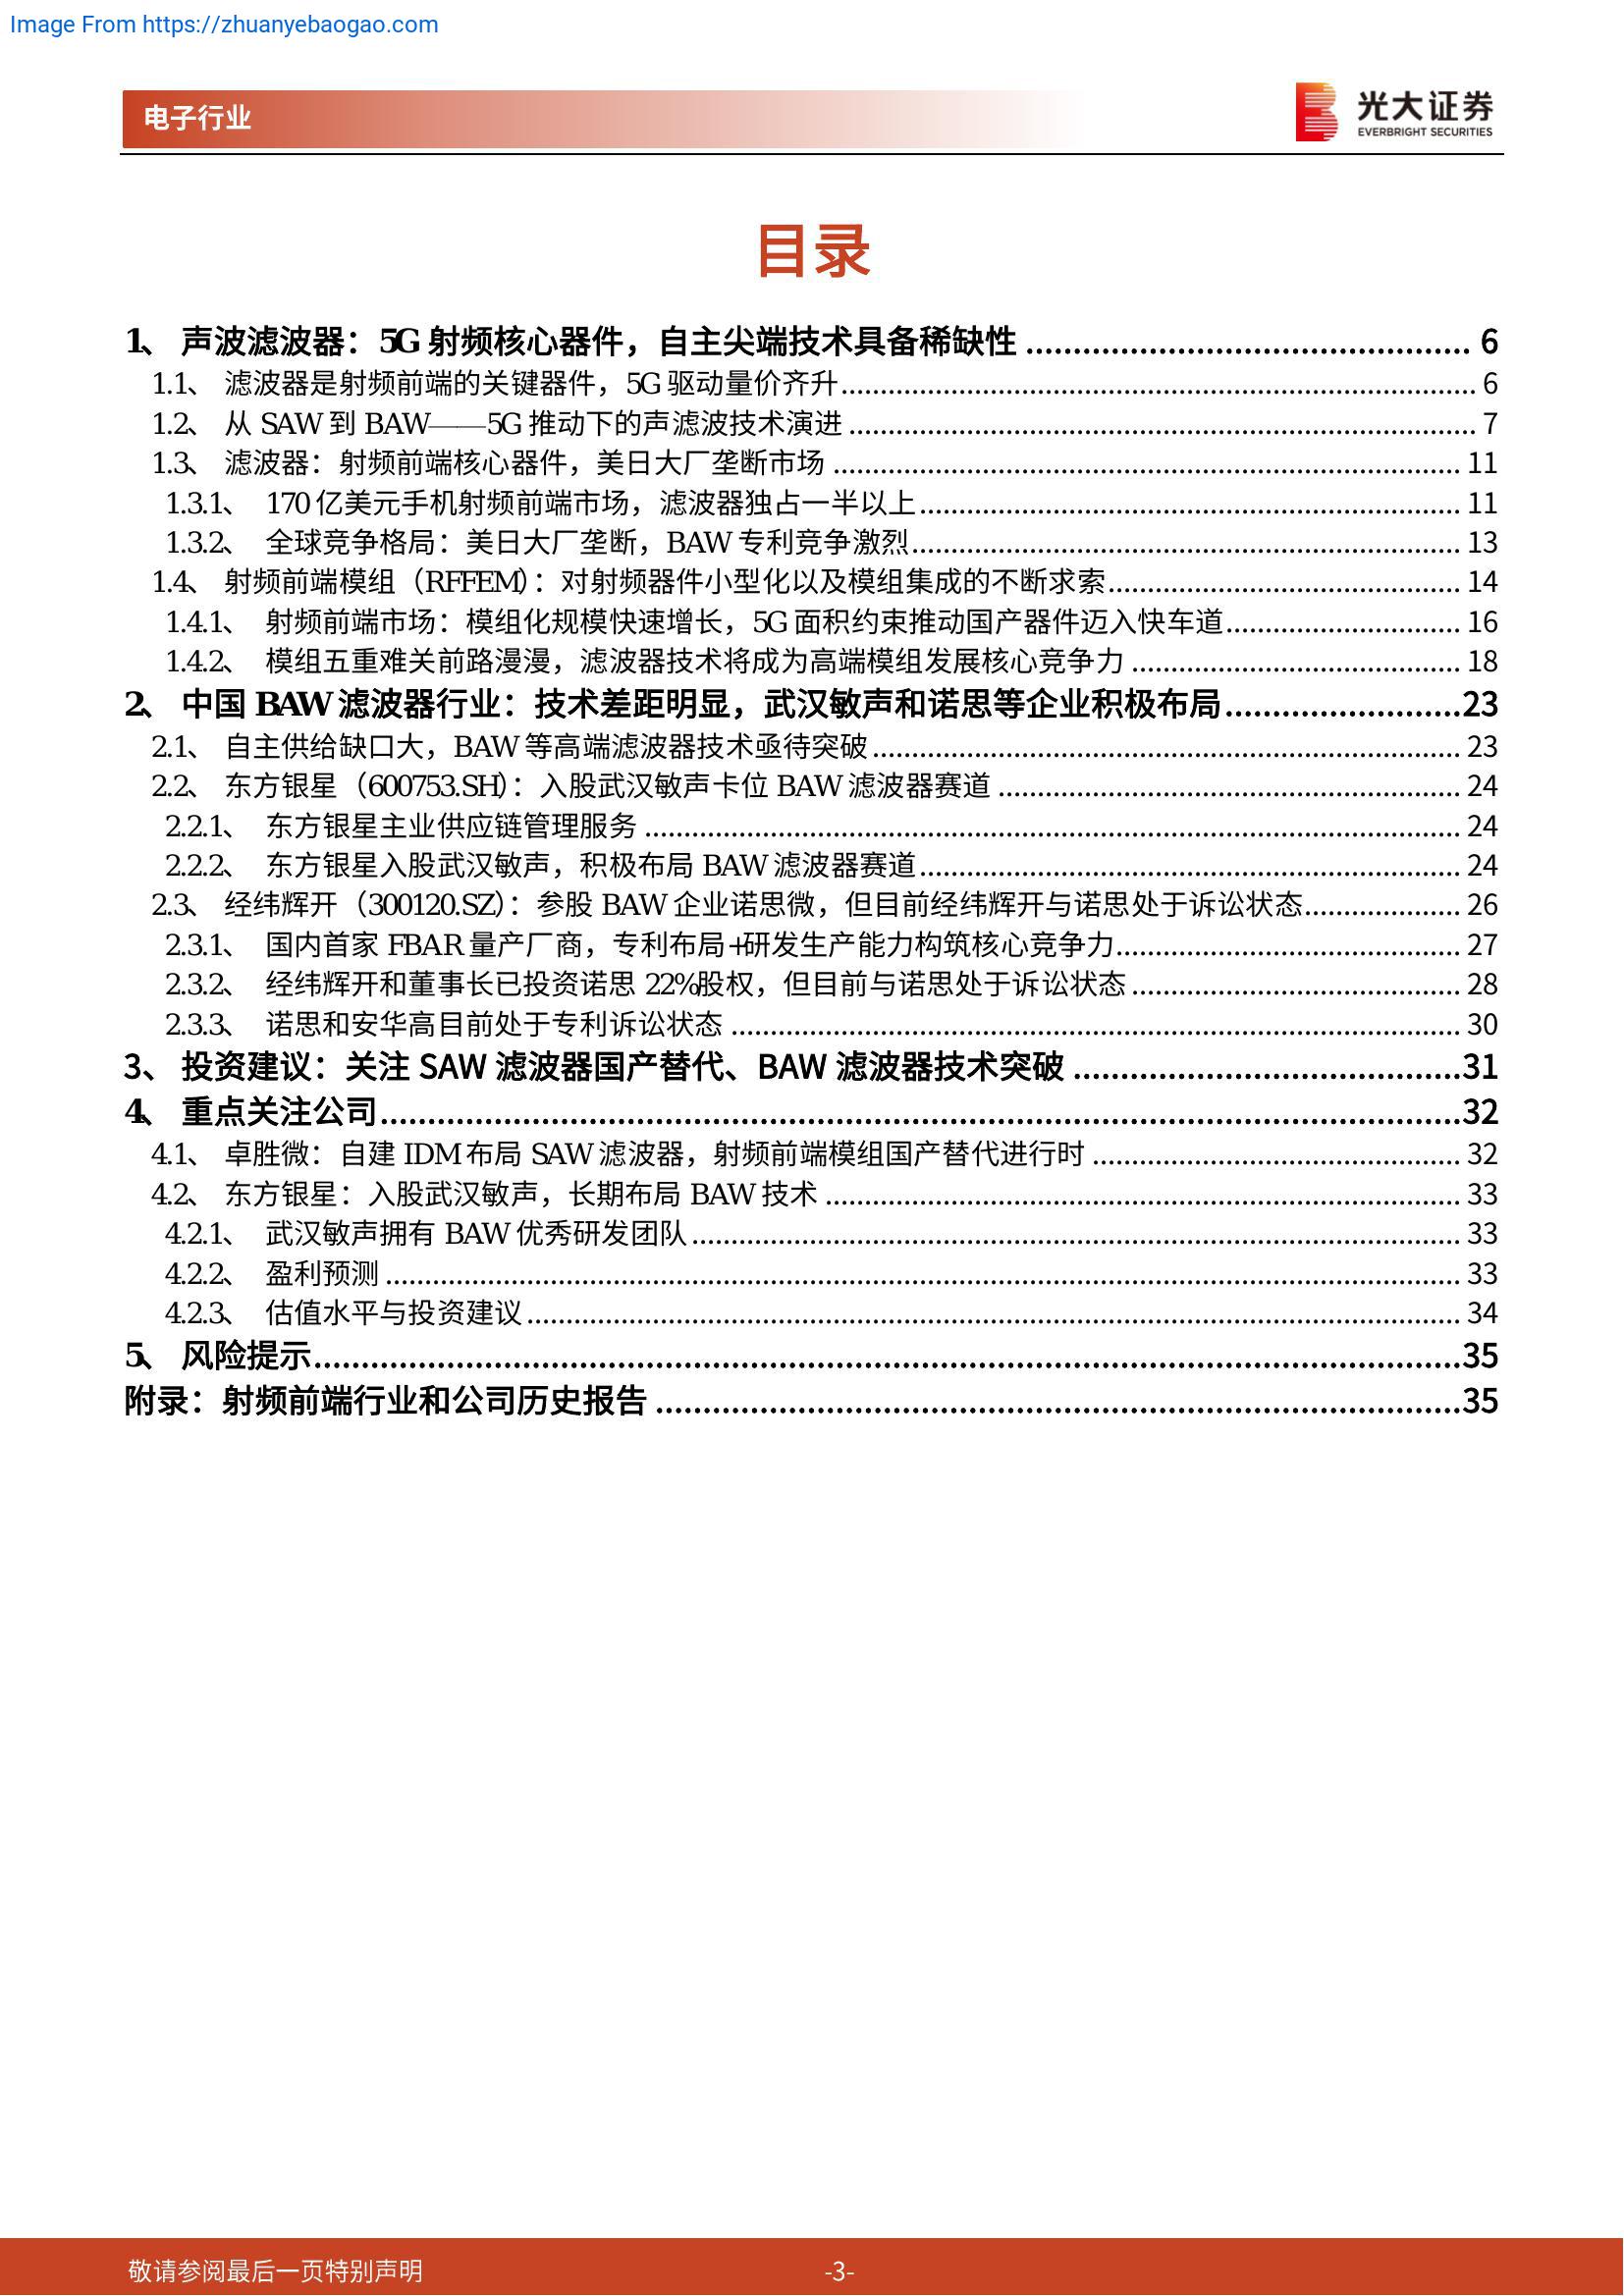 Image From https://zhuanyebaogao.com
电子行业
光大证券
EVERBRIGHT SECURITIES
目录
1、 声波滤波器：5G 射频核心器件，自主尖端技术具备稀缺性 ............................................... 6
1.1、 滤波器是射频前端的关键器件，5G 驱动量价齐升 ............................................... 6
1.2、 从 SAW 到 BAW——5G 推动下的声滤波技术演进 ............................................... 7
1.3、 滤波器：射频前端核心器件，美日大厂垄断市场 ............................................... 11
1.3.1、 170 亿美元手机射频前端市场，滤波器独占一半以上 ............................................... 11
1.3.2、 全球竞争格局：美日大厂垄断，BAW 专利竞争激烈 ............................................... 13
1.4、 射频前端模组（RFFEM）：对射频器件小型化以及模组集成的不断求索 ............................................... 14
1.4.1、 射频前端市场：模组化规模快速增长，5G 面积约束推动国产器件迈入快车道 ............................... 16
1.4.2、 模组五重难关前路漫漫，滤波器技术将成为高端模组发展核心竞争力 ............................... 18
2、 中国 BAW 滤波器行业：技术差距明显，武汉敏声和诺思等企业积极布局 ............................... 23
2.1、 自主供给缺口大，BAW 等高端滤波器技术亟待突破 ............................................... 23
2.2、 东方银星（600753.SH）：入股武汉敏声卡位 BAW 滤波器赛道 ............................................... 24
2.2.1、 东方银星主业供应链管理服务 ............................................... 24
2.2.2、 东方银星入股武汉敏声，积极布局 BAW 滤波器赛道 ............................................... 24
2.3、 经纬辉开（300120.SZ）：参股 BAW 企业诺思微，但目前经纬辉开与诺思处于诉讼状态 ................... 26
2.3.1、 国内首家 FBAR 量产厂商，专利布局+研发生产能力构筑核心竞争力 ............................... 27
2.3.2、 经纬辉开和董事长已投资诺思 22%股权，但目前与诺思处于诉讼状态 ............................... 28
2.3.3、 诺思和安华高目前处于专利诉讼状态 ............................................... 30
3、 投资建议：关注 SAW 滤波器国产替代、BAW 滤波器技术突破 ............................................... 31
4、 重点关注公司 ............................................... 32
4.1、 卓胜微：自建 IDM 布局 SAW 滤波器，射频前端模组国产替代进行时 ............................... 32
4.2、 东方银星：入股武汉敏声，长期布局 BAW 技术 ............................................... 33
4.2.1、 武汉敏声拥有 BAW 优秀研发团队 ............................................... 33
4.2.2、 盈利预测 ............................................... 33
4.2.3、 估值水平与投资建议 ............................................... 34
5、 风险提示 ............................................... 35
附录：射频前端行业和公司历史报告 ............................................... 35
敬请参阅最后一页特别声明
-3-